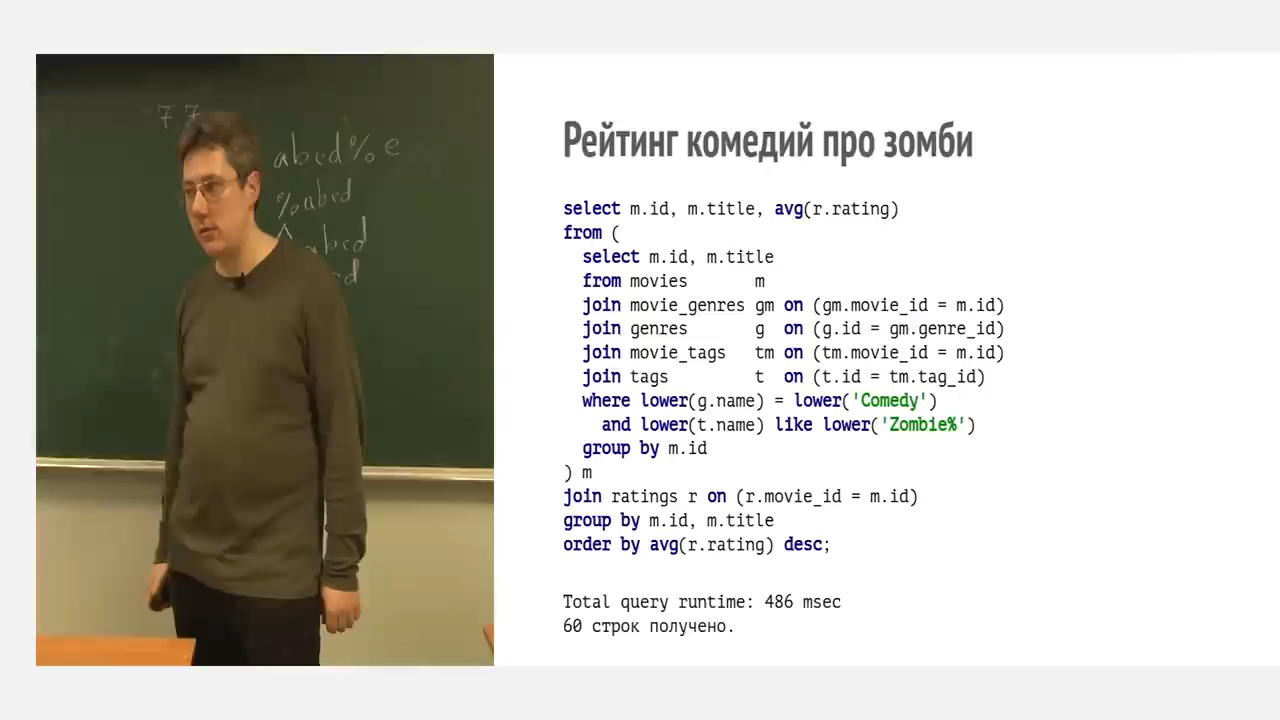 7 7
abcd%e
%abcd
abcd
d
Рейтинг комедий про зомби
select m.id, m.title, avg(r.rating)
from (
select m.id, m.title
from movies m
join movie_genres gm on (gm.movie_id = m.id)
join genres g on (g.id = gm.genre_id)
join movie_tags tm on (tm.movie_id = m.id)
join tags t on (t.id = tm.tag_id)
where lower(g.name) = lower('Comedy')
and lower(t.name) like lower('Zombie%')
group by m.id
) m
join ratings r on (r.movie_id = m.id)
group by m.id, m.title
order by avg(r.rating) desc;
Total query runtime: 486 msec
60 строк получено.